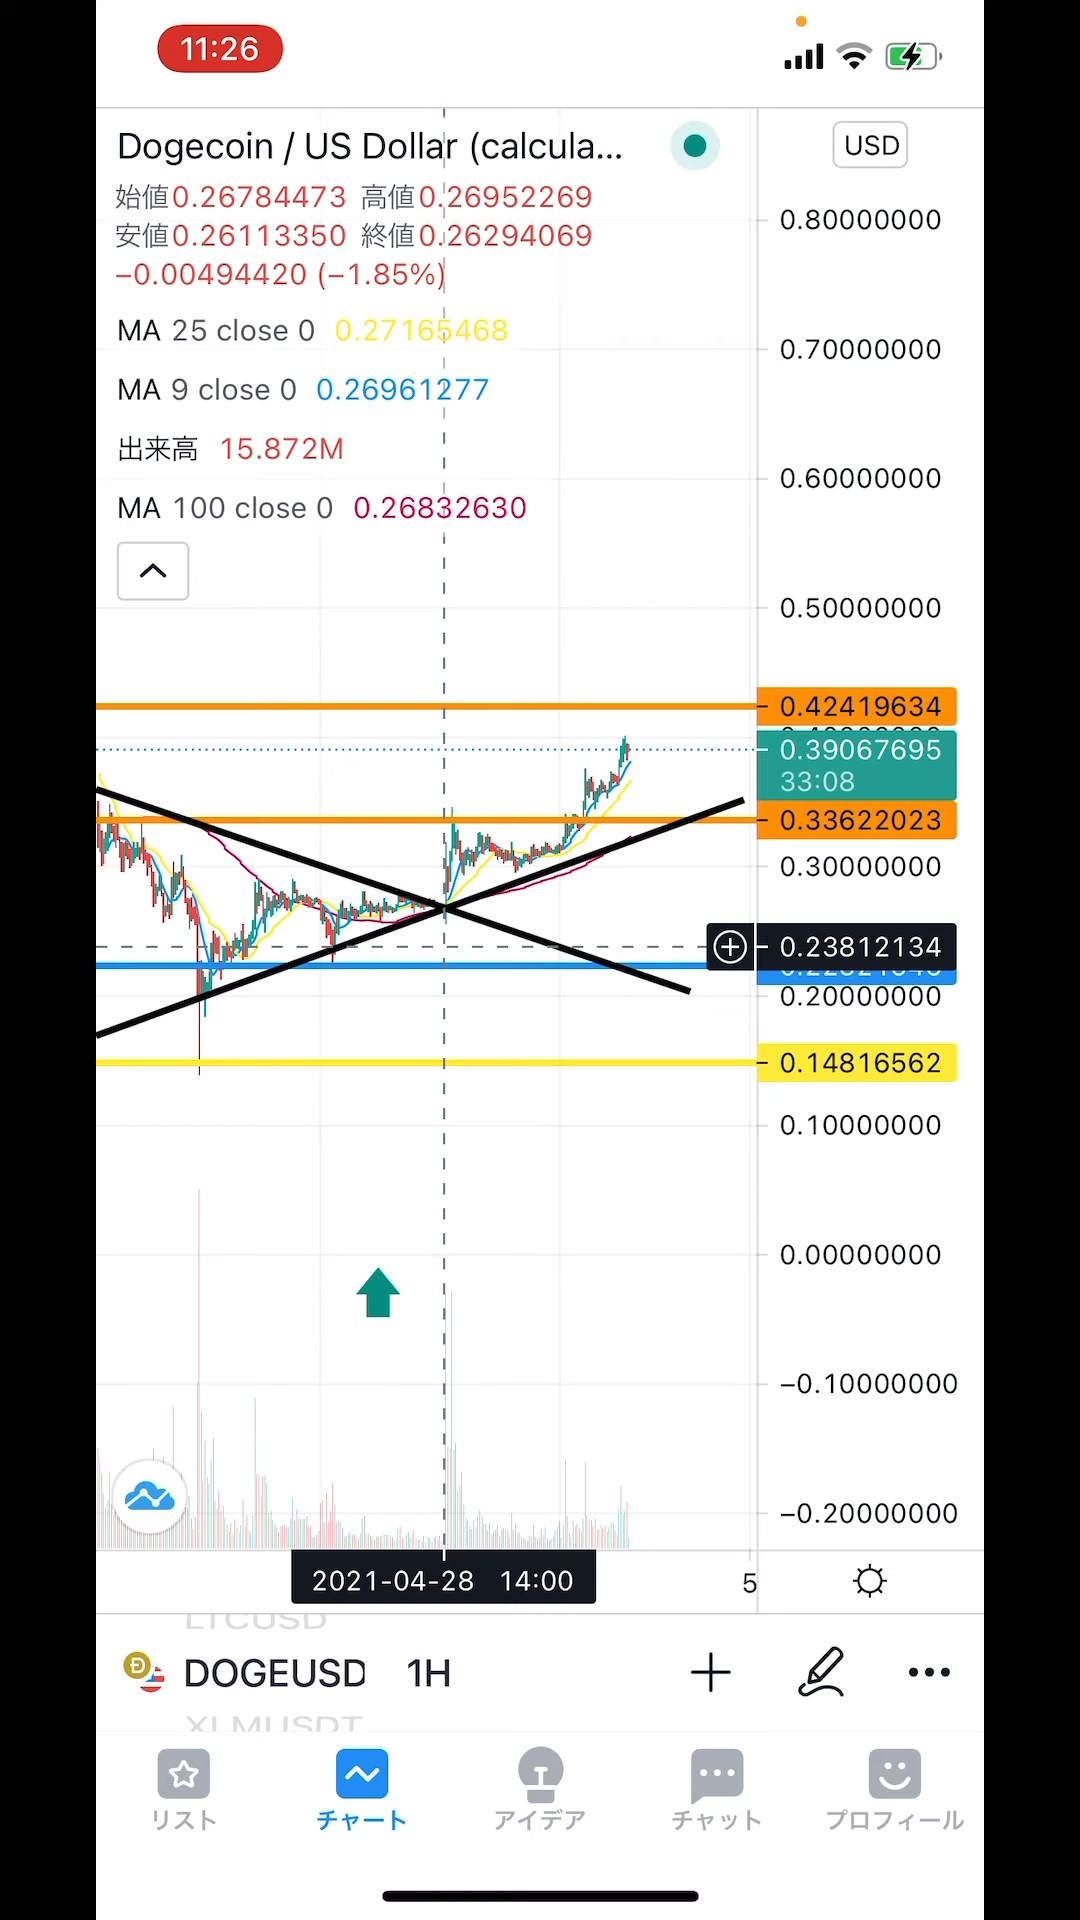 11:26
Dogecoin / US Dollar (calcula...
USD
始値0.26784473 高値0.26952269
安値0.26113350 終値0.26294069
−0.00494420 (−1.85%)
MA 25 close 0 0.27165468
MA 9 close 0 0.26961277
出来高 15.872M
MA 100 close 0 0.26832630
0.80000000
0.70000000
0.60000000
0.50000000
0.42419634
0.39067695
33:08
0.33622023
0.30000000
0.23812134
0.20000000
0.14816562
0.10000000
0.00000000
−0.10000000
−0.20000000
2021-04-28 14:00
5
LTCUSD
DOGEUSD 1H
XLMUSDT
リスト
チャート
アイデア
チャット
プロフィール